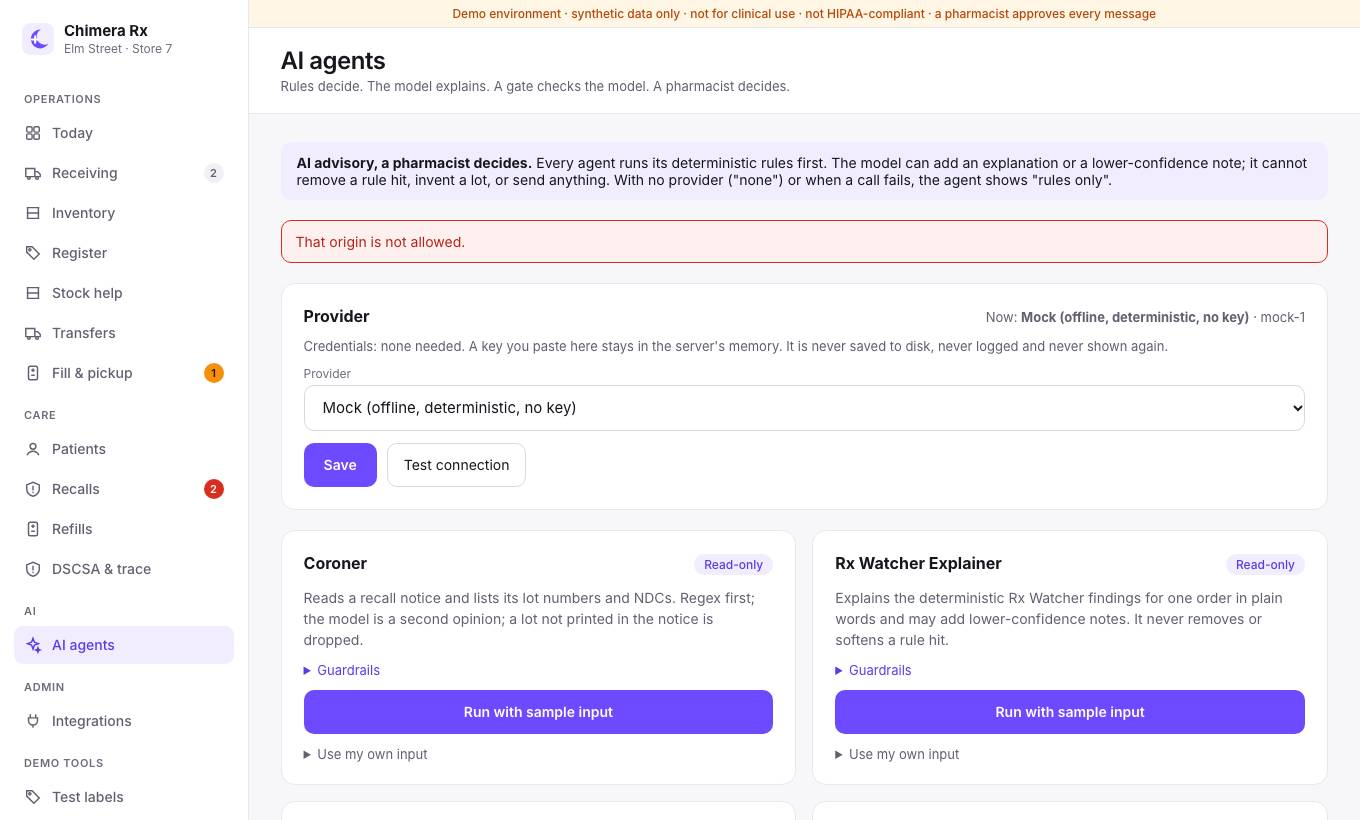 Chimera Rx
Elm Street · Store 7
OPERATIONS
Today
Receiving 2
Inventory
Register
Stock help
Transfers
Fill & pickup 1
CARE
Patients
Recalls 2
Refills
DSCSA & trace
AI
AI agents
ADMIN
Integrations
DEMO TOOLS
Test labels
Demo environment · synthetic data only · not for clinical use · not HIPAA-compliant · a pharmacist approves every message
AI agents
Rules decide. The model explains. A gate checks the model. A pharmacist decides.
AI advisory, a pharmacist decides. Every agent runs its deterministic rules first. The model can add an explanation or a lower-confidence note; it cannot
remove a rule hit, invent a lot, or send anything. With no provider ("none") or when a call fails, the agent shows "rules only".
That origin is not allowed.
Provider
Now: Mock (offline, deterministic, no key) · mock-1
Credentials: none needed. A key you paste here stays in the server's memory. It is never saved to disk, never logged and never shown again.
Provider
Mock (offline, deterministic, no key)
Save
Test connection
Coroner
Read-only
Reads a recall notice and lists its lot numbers and NDCs. Regex first;
the model is a second opinion; a lot not printed in the notice is
dropped.
Guardrails
Run with sample input
Use my own input
Rx Watcher Explainer
Read-only
Explains the deterministic Rx Watcher findings for one order in plain
words and may add lower-confidence notes. It never removes or
softens a rule hit.
Guardrails
Run with sample input
Use my own input